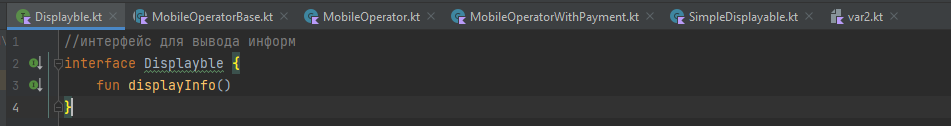 Displayble.kt MobileOperatorBase.kt MobileOperator.kt MobileOperatorWithPayment.kt SimpleDisplayable.kt var2.kt
1 //интерфейс для вывода информ
2 interface Displayble {
3 fun displayInfo()
4 }